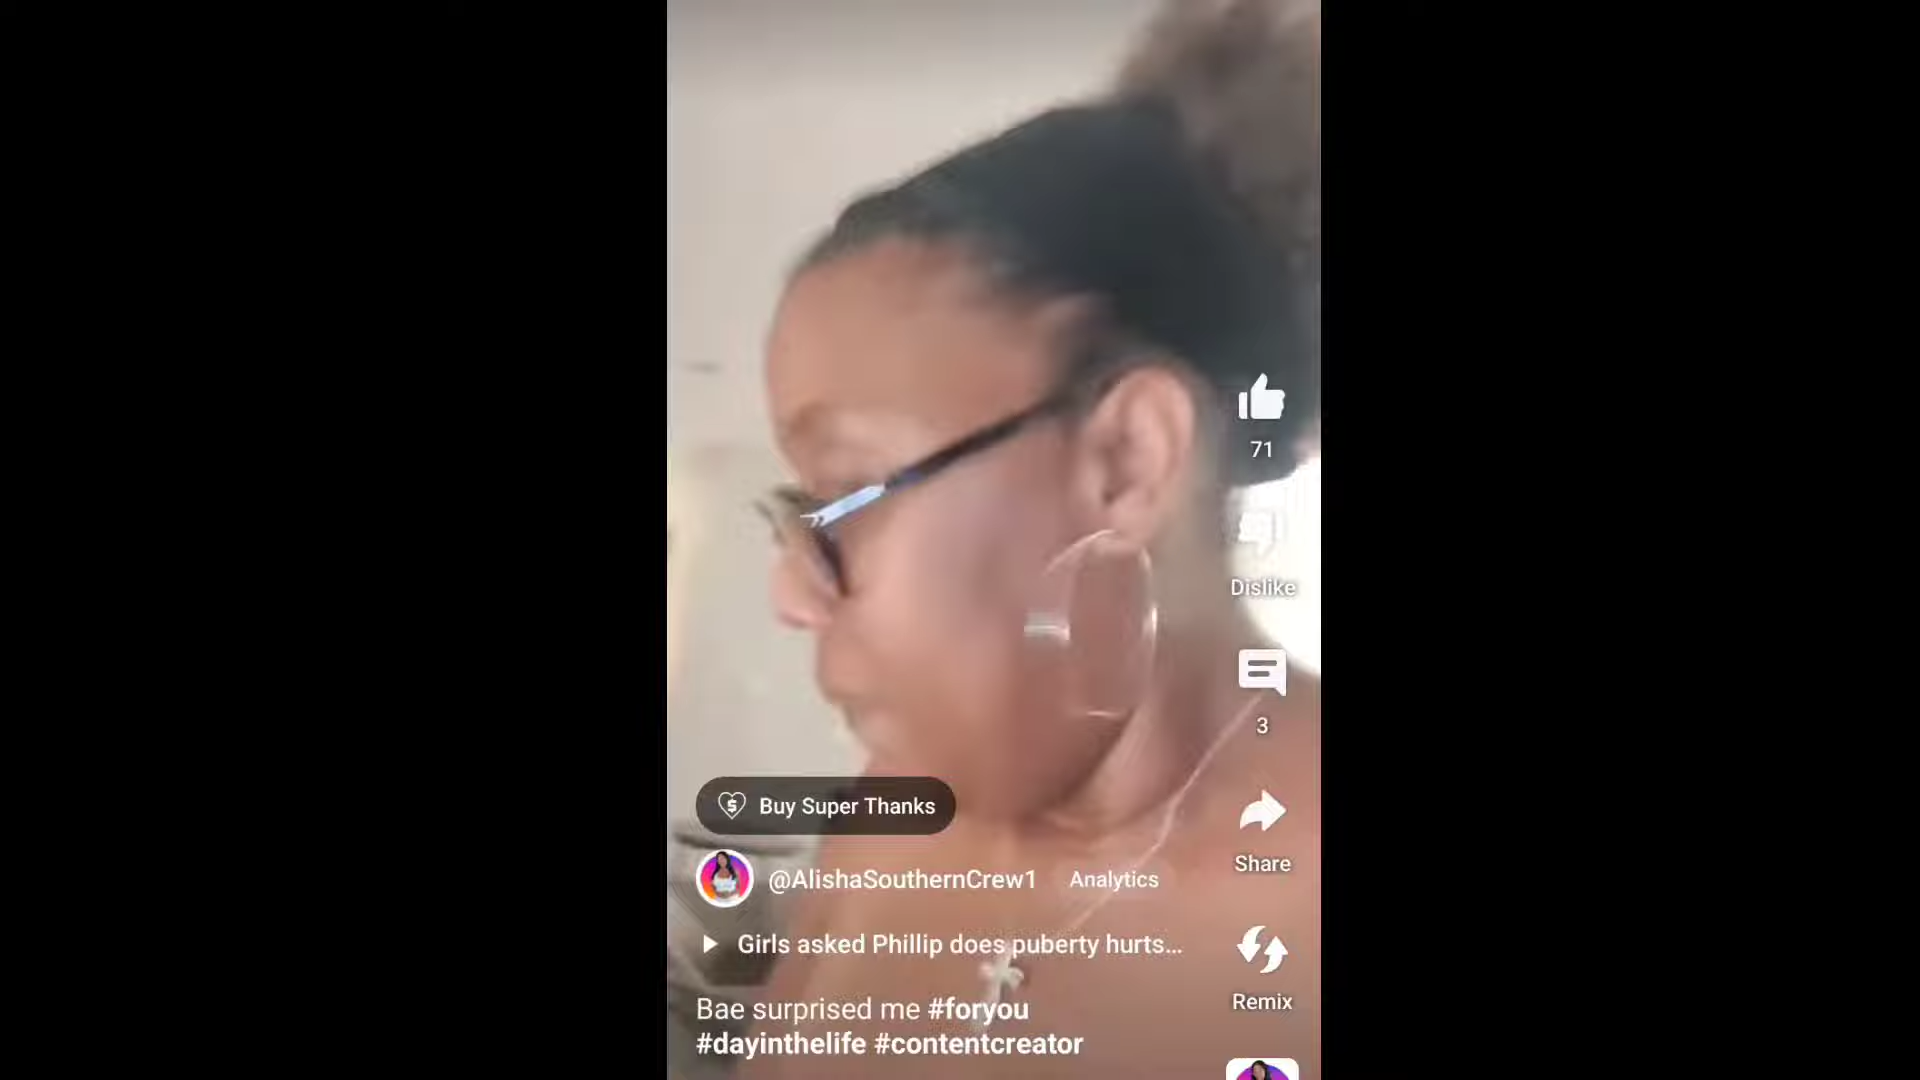 71
Dislike
3
Buy Super Thanks
@AlishaSouthernCrew1 Analytics
Share
Girls asked Phillip does puberty hurts...
Bae surprised me #foryou
#dayinthelife #contentcreator
Remix